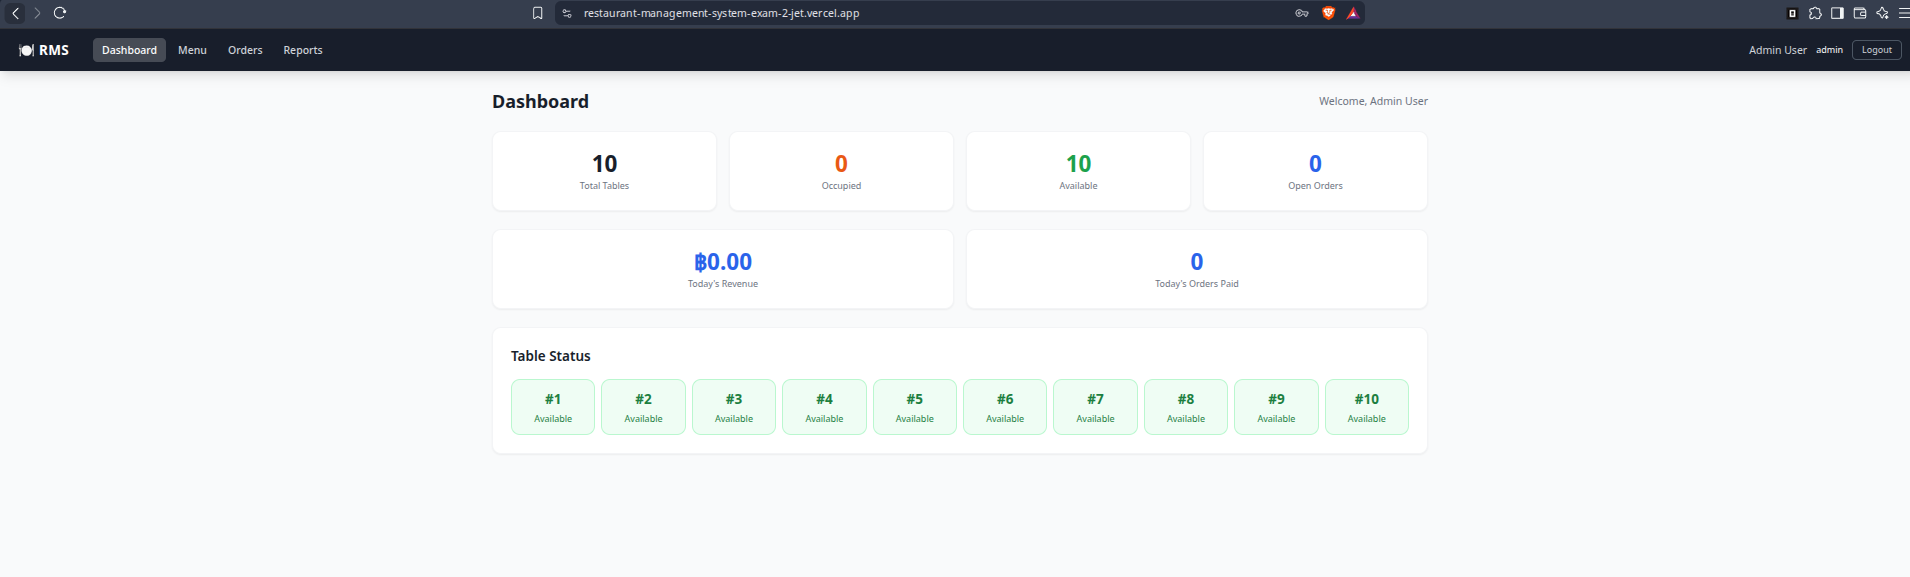 restaurant-management-system-exam-2-jet.vercel.app
RMS Dashboard Menu Orders Reports Admin User admin Logout
Dashboard
Welcome, Admin User
10
Total Tables
0
Occupied
10
Available
0
Open Orders
฿0.00
Today's Revenue
0
Today's Orders Paid
Table Status
#1
Available
#2
Available
#3
Available
#4
Available
#5
Available
#6
Available
#7
Available
#8
Available
#9
Available
#10
Available